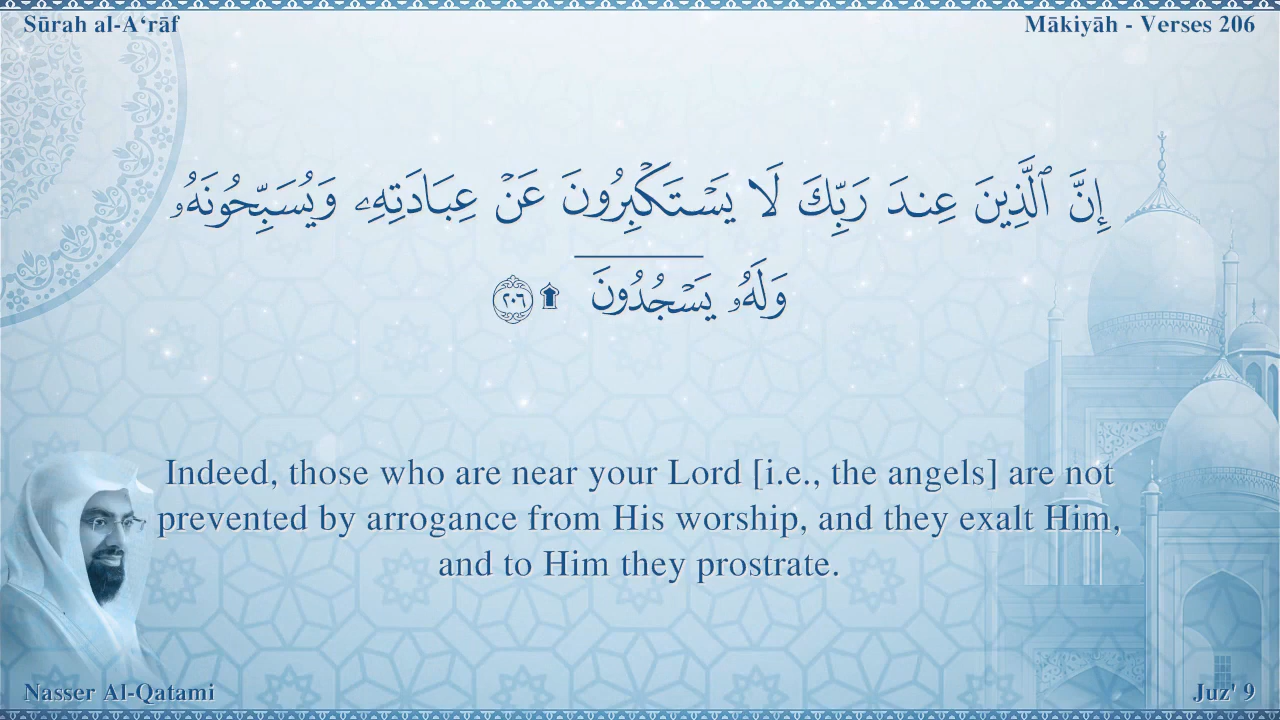 Sūrah al-A‘rāf
Mākiyāh - Verses 206
إِنَّ ٱلَّذِينَ عِندَ رَبِّكَ لَا يَسْتَكْبِرُونَ عَنْ عِبَادَتِهِۦ وَيُسَبِّحُونَهُۥ
وَلَهُۥ يَسْجُدُونَ ۩ ٢٠٦
Indeed, those who are near your Lord [i.e., the angels] are not
prevented by arrogance from His worship, and they exalt Him,
and to Him they prostrate.
Nasser Al-Qatami
Juz' 9